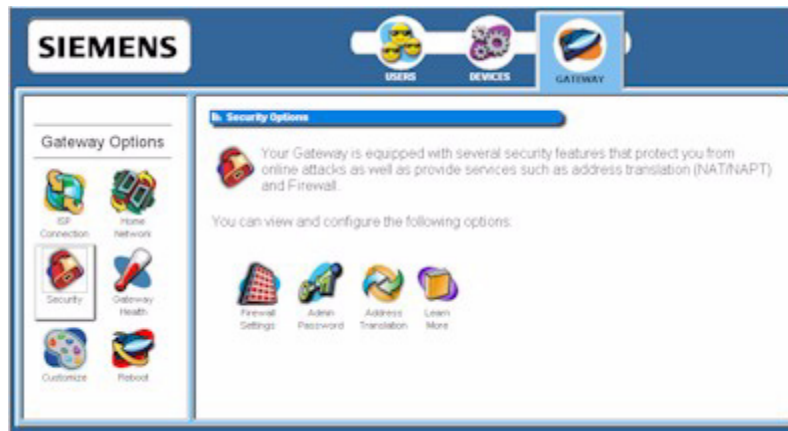 SIEMENS
USERS
DEVICES
GATEWAY
Gateway Options
ISP
Connection
Home
Network
Security
Gateway
Health
Customize
Reboot
Security Options
Your Gateway is equipped with several security features that protect you from
online attacks as well as provide services such as address translation (NAT/NAPT)
and Firewall.
You can view and configure the following options:
Firewall
Settings
Admin
Password
Address
Translation
Learn
More